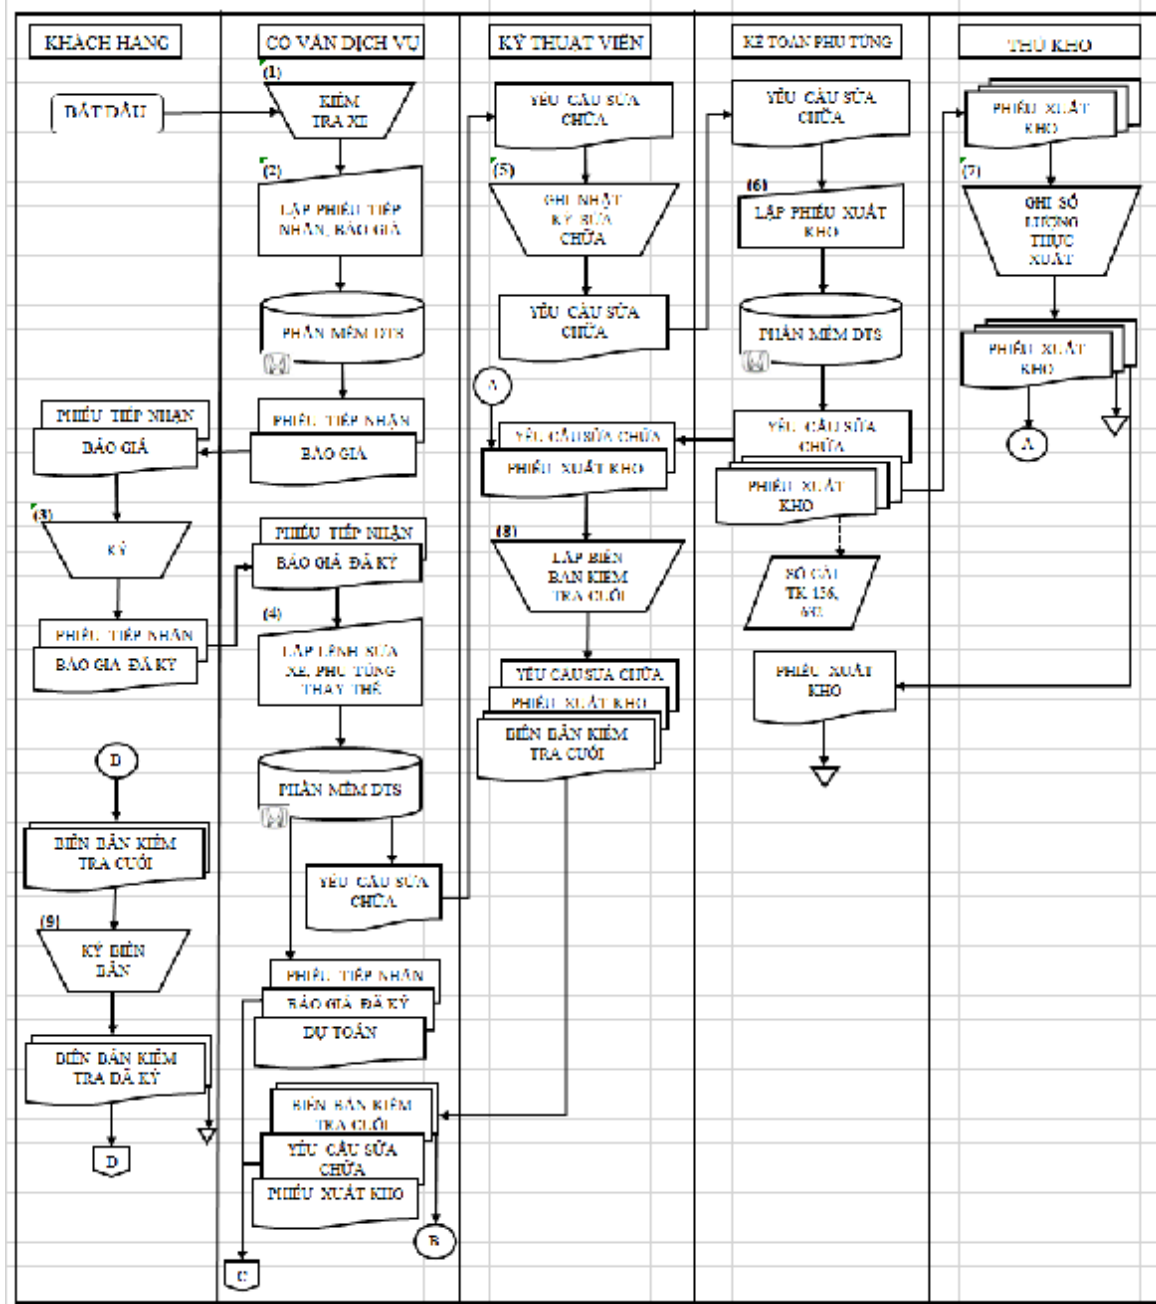 KHÁCH HÀNG
CỐ VẤN DỊCH VỤ
KỸ THUẬT VIÊN
KẾ TOÁN PHỤ TÙNG
THỦ KHO
BẮT ĐẦU
(1)
KIỂM
TRA XE
(2)
LẬP PHIẾU TIẾP
NHẬN, BÁO GIÁ
PHẦN MỀM DTS
PHIẾU TIẾP NHẬN
BÁO GIÁ
PHIẾU TIẾP NHẬN
BÁO GIÁ
(3)
KÝ
PHIẾU TIẾP NHẬN
BÁO GIÁ ĐÃ KÝ
PHIẾU TIẾP NHẬN
BÁO GIÁ ĐÃ KÝ
(4)
LẬP LỆNH SỬA
XE, PHỤ TÙNG
THAY THẾ
PHẦN MỀM DTS
YÊU CẦU SỬA
CHỮA
PHIẾU TIẾP NHẬN
BÁO GIÁ ĐÃ KÝ
DỰ TOÁN
BIÊN BẢN KIỂM
TRA CUỐI
YÊU CẦU SỬA
CHỮA
PHIẾU XUẤT KHO
B
C
YÊU CẦU SỬA
CHỮA
(5)
GHI NHẬT
KÝ SỬA
CHỮA
YÊU CẦU SỬA
CHỮA
A
YÊU CẦU SỬA CHỮA
PHIẾU XUẤT KHO
(8)
LẬP BIÊN
BẢN KIỂM
TRA CUỐI
YÊU CẦU SỬA CHỮA
PHIẾU XUẤT KHO
BIÊN BẢN KIỂM
TRA CUỐI
YÊU CẦU SỬA
CHỮA
(6)
LẬP PHIẾU XUẤT
KHO
PHẦN MỀM DTS
YÊU CẦU SỬA
CHỮA
PHIẾU XUẤT
KHO
SỔ CÁI
TK 156,
632
PHIẾU XUẤT
KHO
PHIẾU XUẤT
KHO
(7)
GHI SỐ
LƯỢNG
THỰC
XUẤT
PHIẾU XUẤT
KHO
A
BIÊN BẢN KIỂM
TRA CUỐI
(9)
KÝ BIÊN
BẢN
BIÊN BẢN KIỂM
TRA ĐÃ KÝ
D